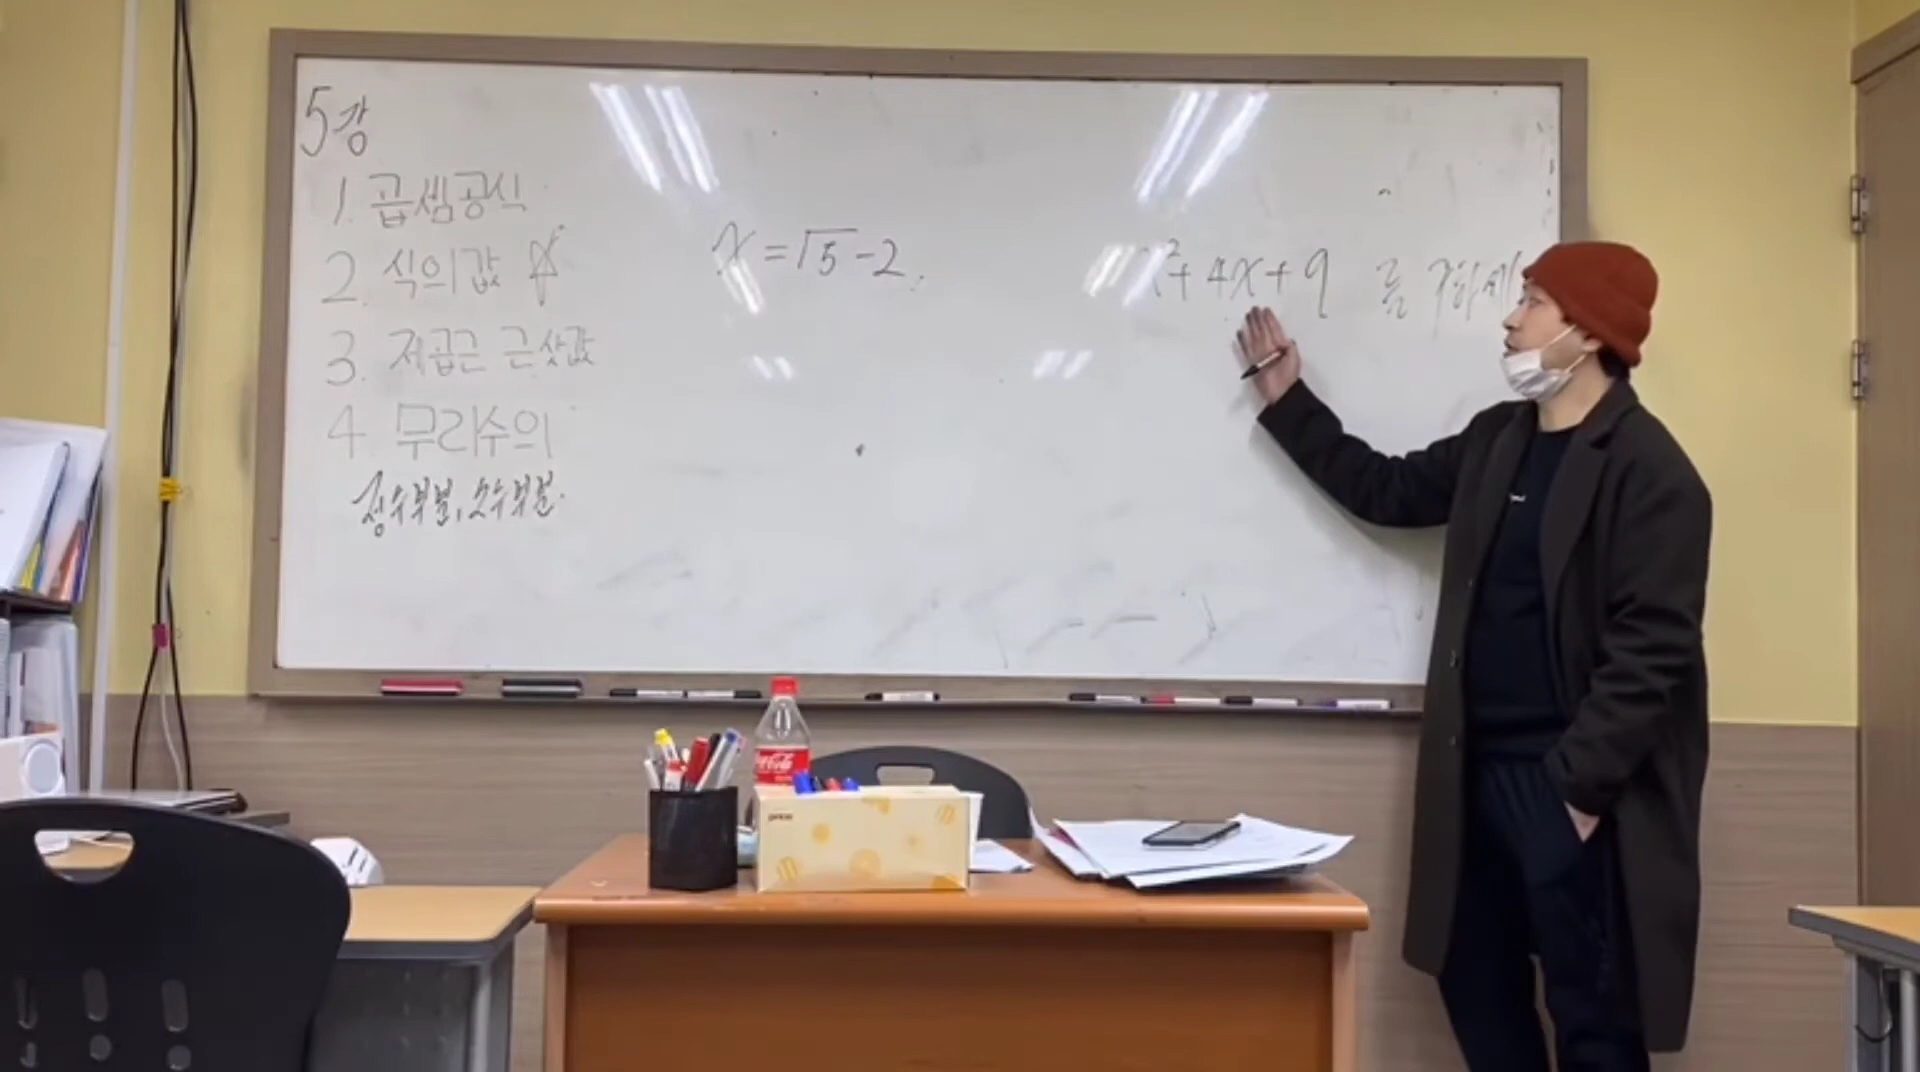 5강
1. 곱셈공식
2. 식의값 ☆
3. 제곱근 근삿값
4. 무리수의
정수부분, 소수부분.
x = √5 - 2.
x² + 4x + 9 를 구하세
Coca-Cola